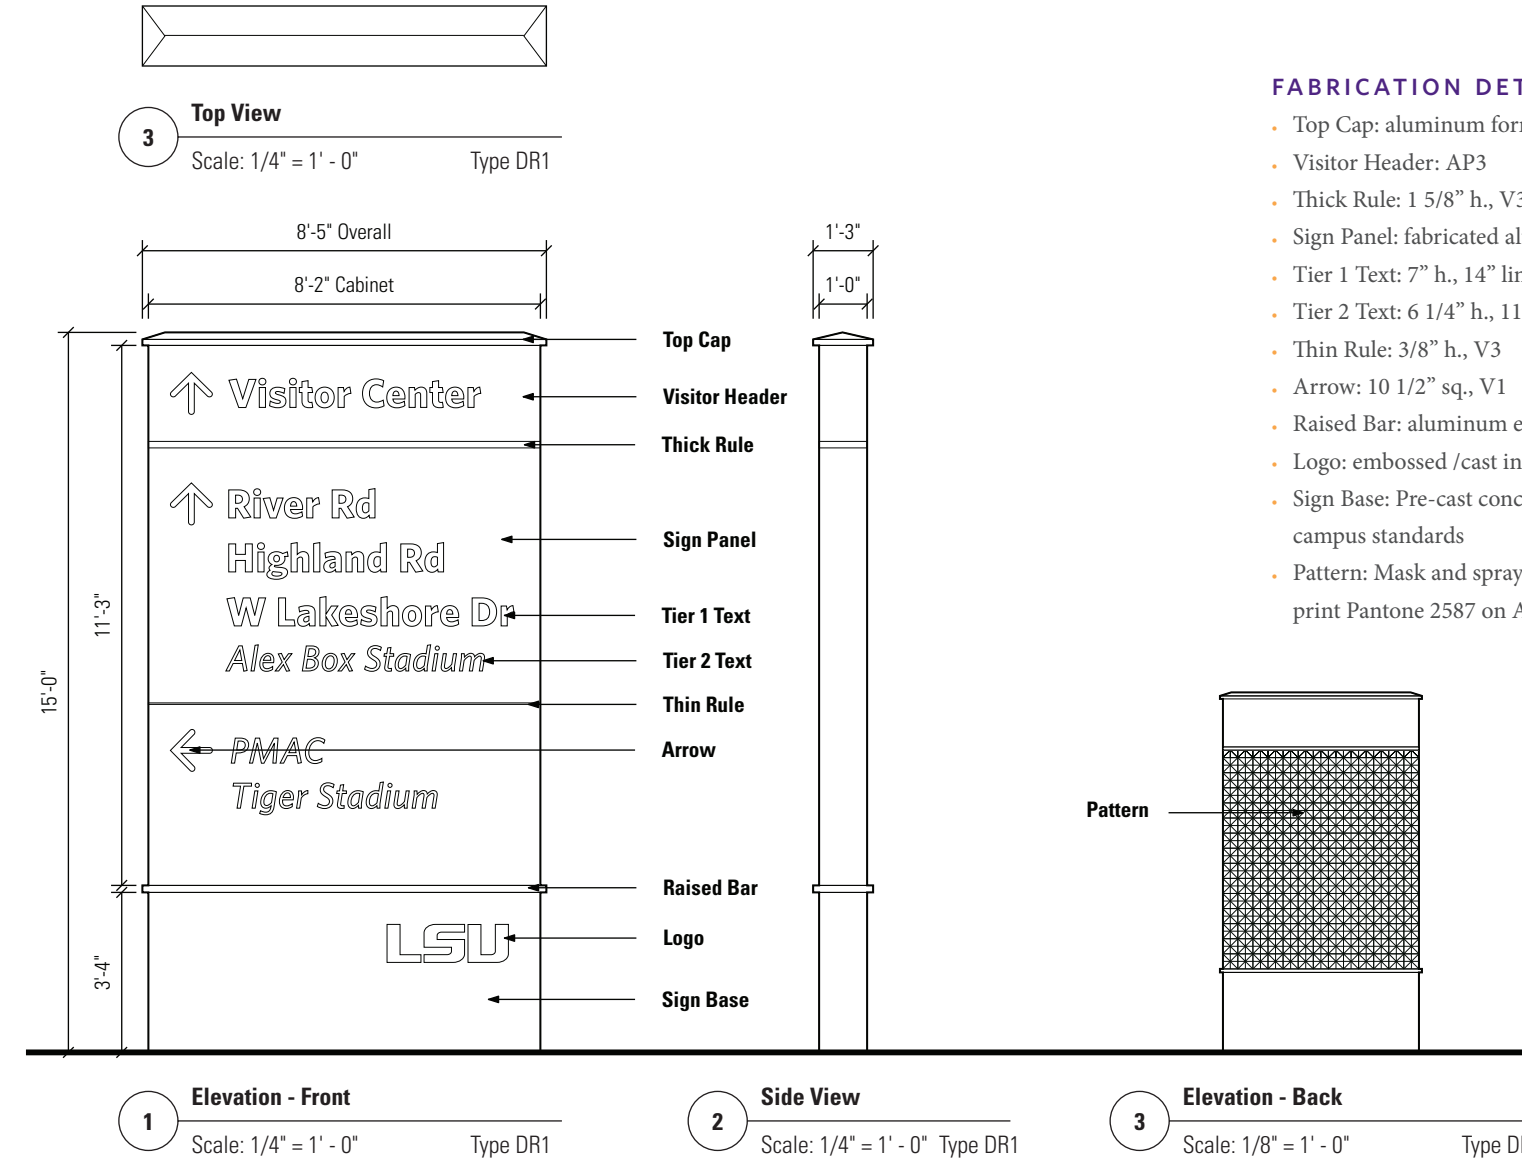 3
Top View
Scale: 1/4" = 1' - 0" Type DR1
8'-5" Overall
8'-2" Cabinet
1'-3"
1'-0"
15'-0"
11'-3"
3'-4"
Visitor Center
River Rd
Highland Rd
W Lakeshore Dr
Alex Box Stadium
PMAC
Tiger Stadium
LSU
Top Cap
Visitor Header
Thick Rule
Sign Panel
Tier 1 Text
Tier 2 Text
Thin Rule
Arrow
Raised Bar
Logo
Sign Base
FABRICATION
• Top Cap: aluminum
• Visitor Header: AP3
• Thick Rule: 1 5/8” h., V3
• Sign Panel: fabricated
• Tier 1 Text: 7” h., 14”
• Tier 2 Text: 6 1/4” h., 11
• Thin Rule: 3/8” h., V3
• Arrow: 10 1/2” sq., V1
• Raised Bar: aluminum
• Logo: embossed /cast in
• Sign Base: Pre-cast
campus standards
• Pattern: Mask and spray
print Pantone 2587 on
Pattern
1
Elevation - Front
Scale: 1/4" = 1' - 0" Type DR1
2
Side View
Scale: 1/4" = 1' - 0" Type DR1
3
Elevation - Back
Scale: 1/8" = 1' - 0" Type